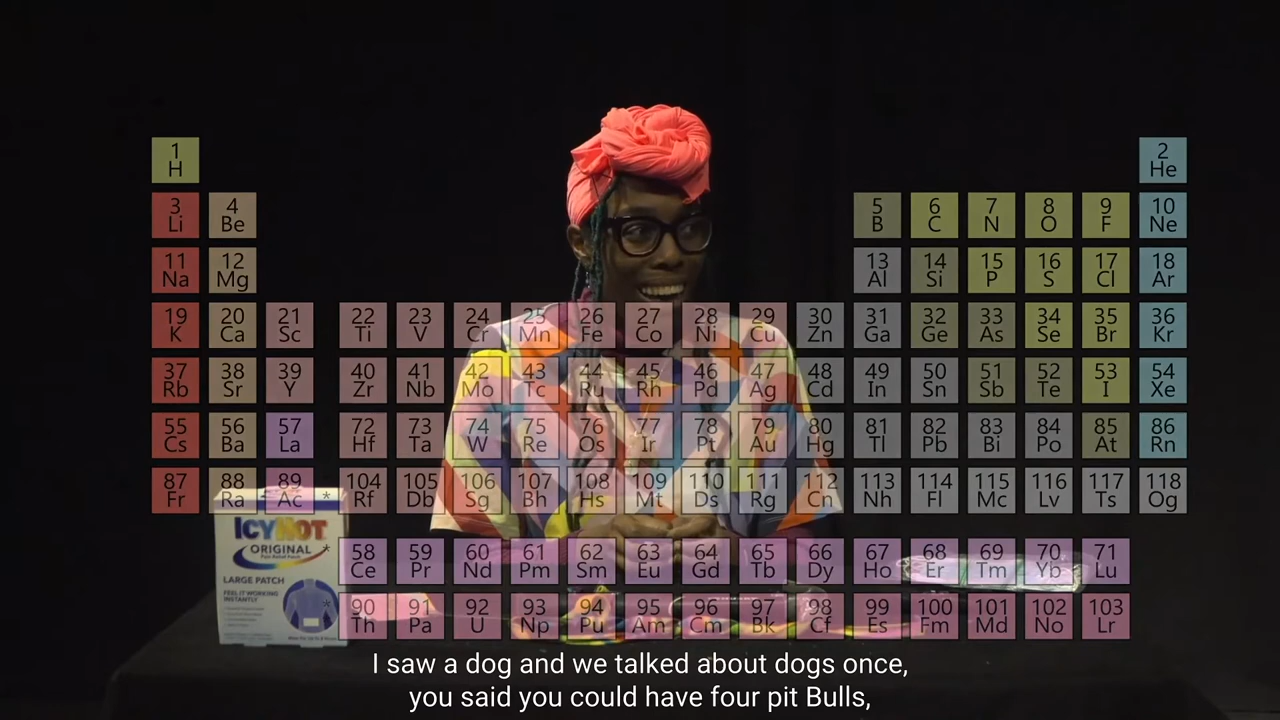 1 2
H He
3 4 5 6 7 8 9 10
Li Be B C N O F Ne
11 12 13 14 15 16 17 18
Na Mg Al Si P S Cl Ar
19 20 21 22 23 24 25 26 27 28 29 30 31 32 33 34 35 36
K Ca Sc Ti V Cr Mn Fe Co Ni Cu Zn Ga Ge As Se Br Kr
37 38 39 40 41 42 43 44 45 46 47 48 49 50 51 52 53 54
Rb Sr Y Zr Nb Mo Tc Ru Rh Pd Ag Cd In Sn Sb Te I Xe
55 56 57 72 73 74 75 76 77 78 79 80 81 82 83 84 85 86
Cs Ba La Hf Ta W Re Os Ir Pt Au Hg Tl Pb Bi Po At Rn
87 88 89 104 105 106 107 108 109 110 111 112 113 114 115 116 117 118
Fr Ra Ac * Rf Db Sg Bh Hs Mt Ds Rg Cn Nh Fl Mc Lv Ts Og
* 58 59 60 61 62 63 64 65 66 67 68 69 70 71
Ce Pr Nd Pm Sm Eu Gd Tb Dy Ho Er Tm Yb Lu
* 90 91 92 93 94 95 96 97 98 99 100 101 102 103
Th Pa U Np Pu Am Cm Bk Cf Es Fm Md No Lr
ICY HOT
ORIGINAL
Pain Relief Patch
LARGE PATCH
FEEL IT WORKING
INSTANTLY
I saw a dog and we talked about dogs once,
you said you could have four pit Bulls,